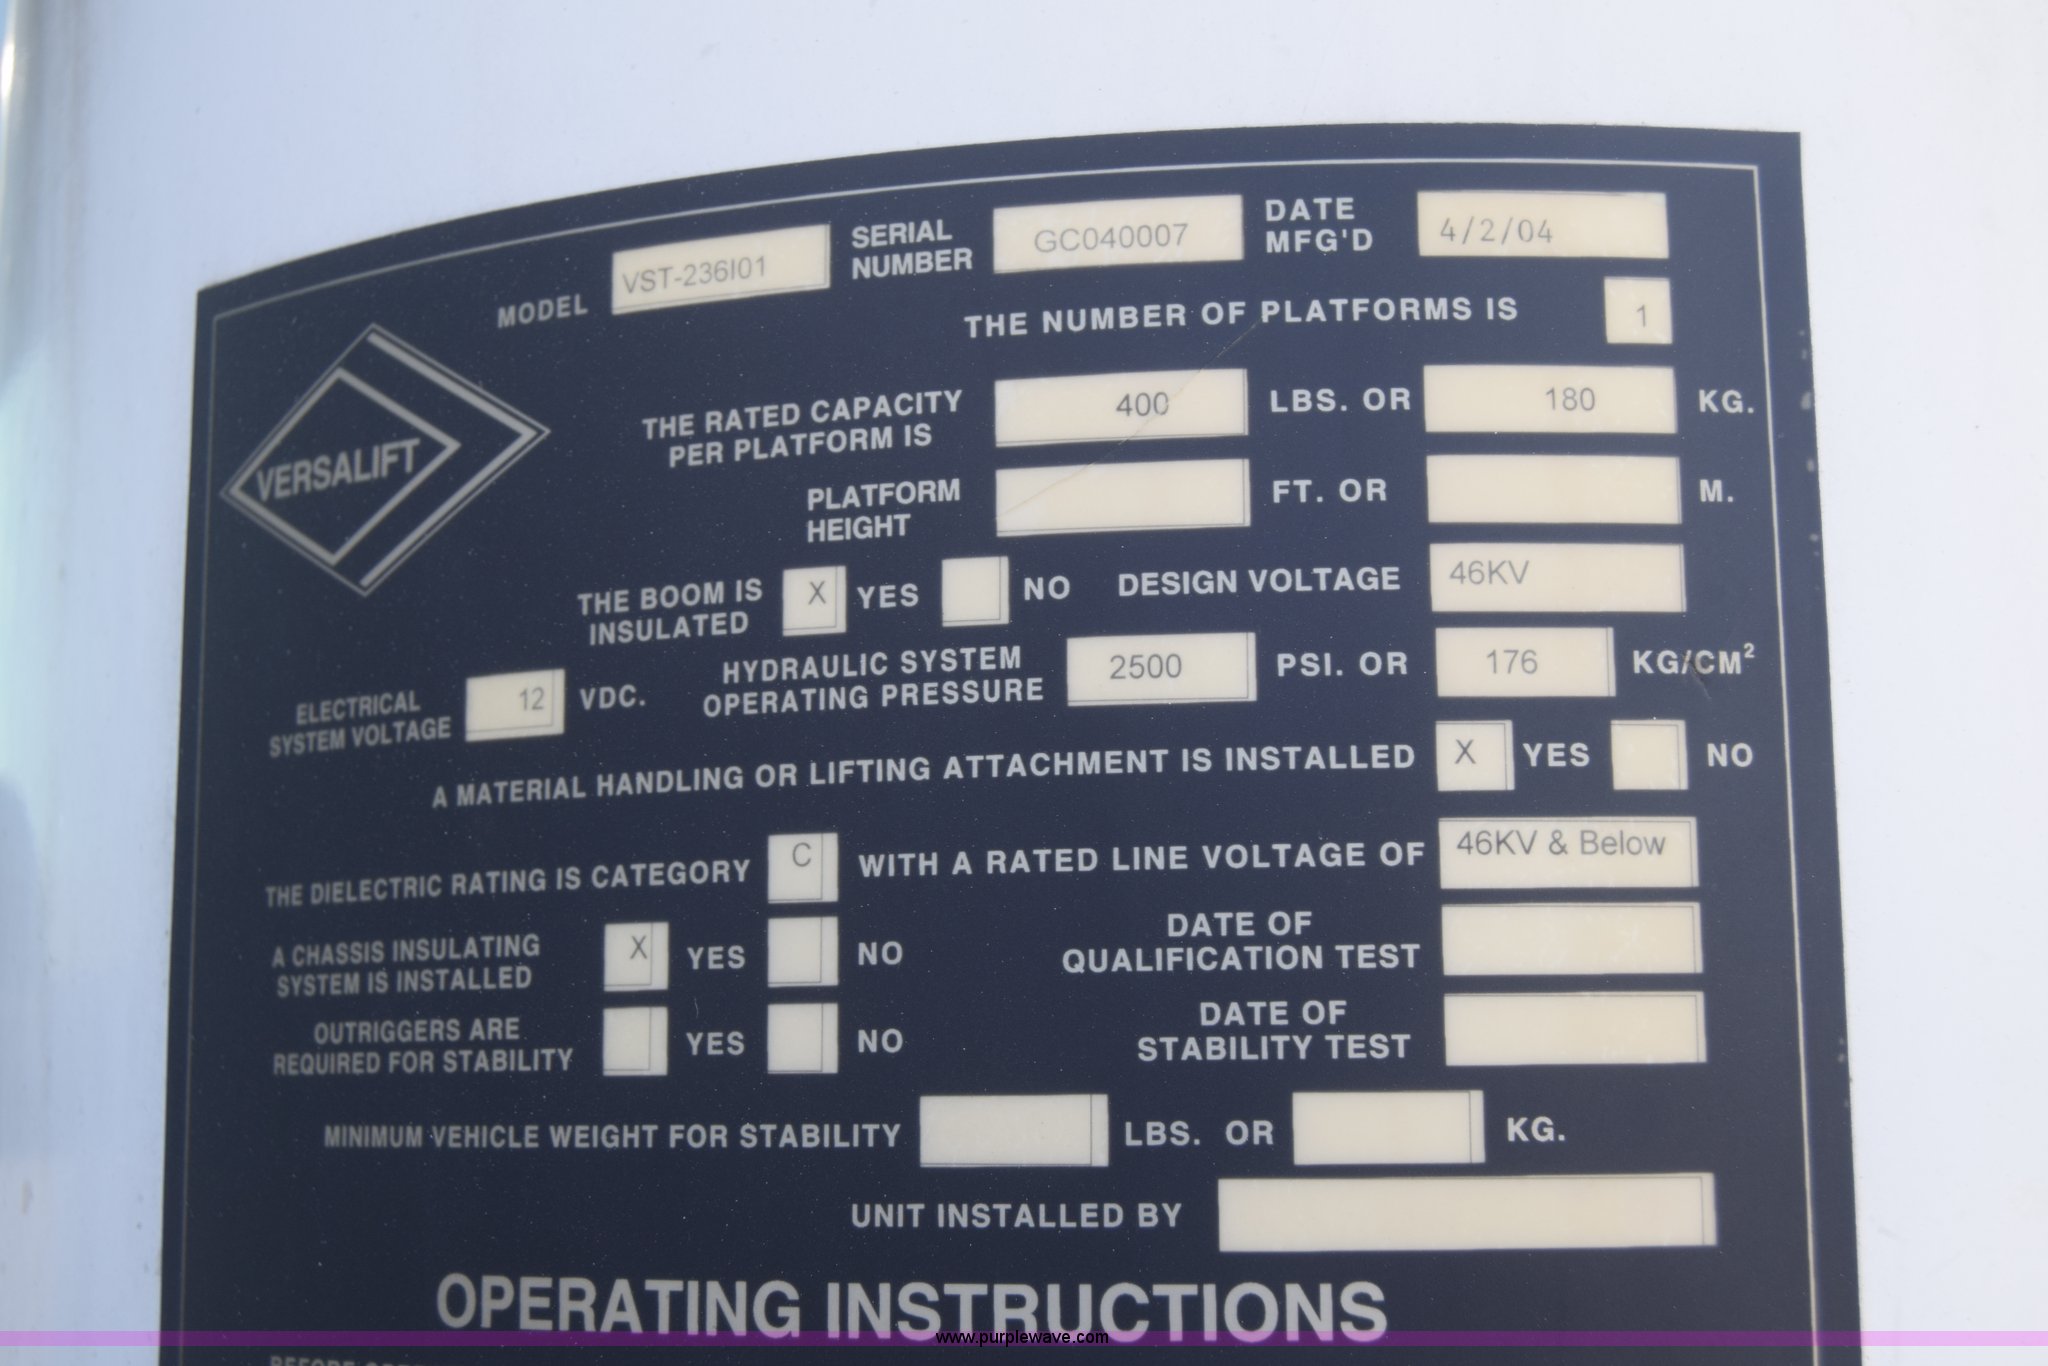 MODEL VST-236I01 SERIAL NUMBER GC040007 DATE MFG'D 4/2/04
THE NUMBER OF PLATFORMS IS 1
VERSALIFT
THE RATED CAPACITY PER PLATFORM IS 400 LBS. OR 180 KG.
PLATFORM HEIGHT FT. OR M.
THE BOOM IS INSULATED X YES NO DESIGN VOLTAGE 46KV
ELECTRICAL SYSTEM VOLTAGE 12 VDC. HYDRAULIC SYSTEM OPERATING PRESSURE 2500 PSI. OR 176 KG/CM²
A MATERIAL HANDLING OR LIFTING ATTACHMENT IS INSTALLED X YES NO
THE DIELECTRIC RATING IS CATEGORY C WITH A RATED LINE VOLTAGE OF 46KV & Below
A CHASSIS INSULATING SYSTEM IS INSTALLED X YES NO DATE OF QUALIFICATION TEST
OUTRIGGERS ARE REQUIRED FOR STABILITY YES NO DATE OF STABILITY TEST
MINIMUM VEHICLE WEIGHT FOR STABILITY LBS. OR KG.
UNIT INSTALLED BY
OPERATING INSTRUCTIONS
www.purplewave.com